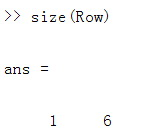 >> size(Row)
ans =
1 6